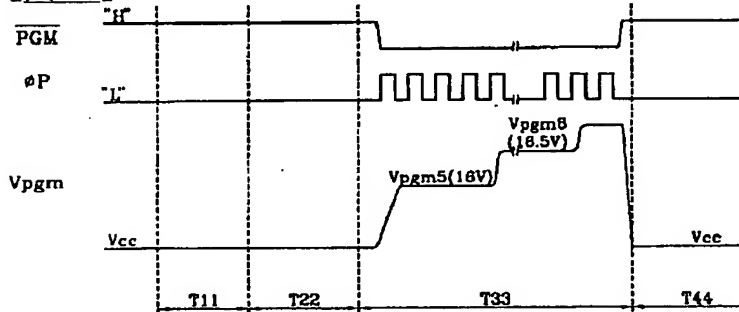 "H"
PGM
øP
"L"
Vpgm6
(16.5V)
Vpgm5(16V)
Vpgm
Vcc
Vcc
T11
T22
T33
T44